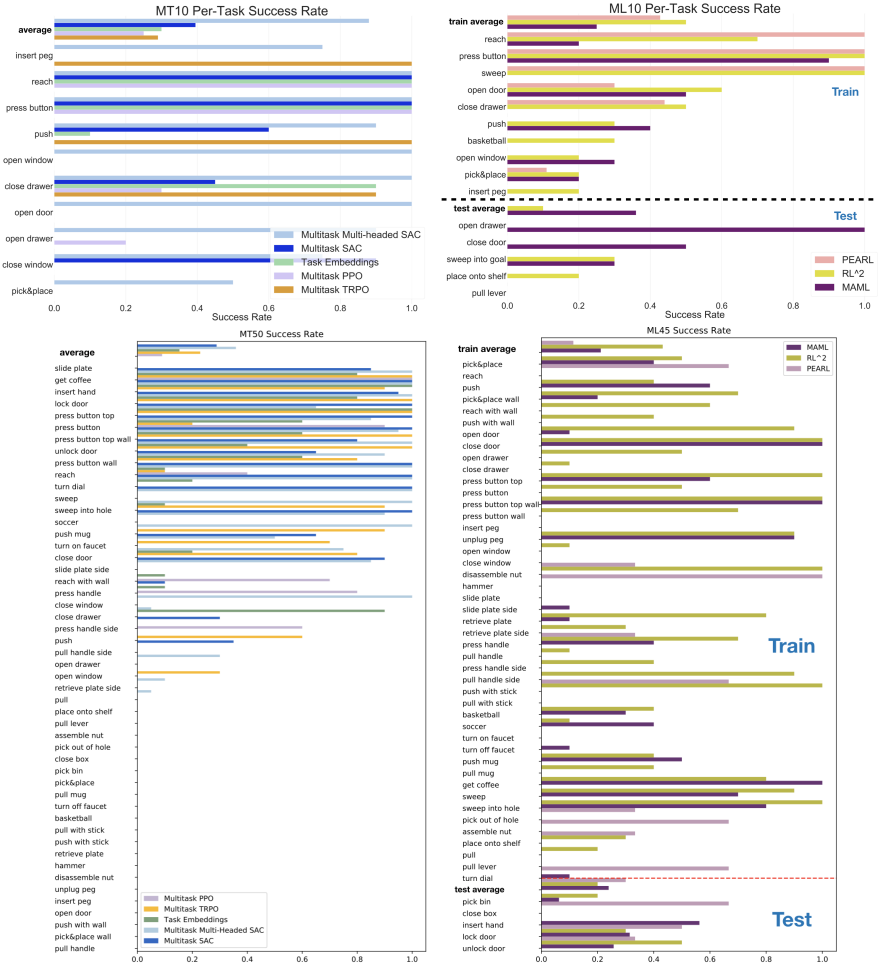 MT10 Per-Task Success Rate
average
insert peg
reach
press button
push
open window
close drawer
open door
open drawer
close window
pick&place
Multitask Multi-headed SAC
Multitask SAC
Task Embeddings
Multitask PPO
Multitask TRPO
0.0 0.2 0.4 0.6 0.8 1.0
Success Rate
ML10 Per-Task Success Rate
train average
reach
press button
sweep
open door
close drawer
push
basketball
open window
pick&place
insert peg
Train
test average
open drawer
close door
sweep into goal
place onto shelf
pull lever
Test
PEARL
RL^2
MAML
0.0 0.2 0.4 0.6 0.8 1.0
Success Rate
MT50 Success Rate
average
slide plate
get coffee
insert hand
lock door
press button top
press button
press button top wall
unlock door
press button wall
reach
turn dial
sweep
sweep into hole
soccer
push mug
turn on faucet
close door
slide plate side
reach with wall
press handle
close window
close drawer
press handle side
push
pull handle side
open drawer
open window
retrieve plate side
pull
place onto shelf
pull lever
assemble nut
pick out of hole
close box
pick bin
pick&place
pull mug
turn off faucet
basketball
pull with stick
push with stick
retrieve plate
hammer
disassemble nut
unplug peg
insert peg
open door
push with wall
pick&place wall
pull handle
Multitask PPO
Multitask TRPO
Task Embeddings
Multitask Multi-Headed SAC
Multitask SAC
0.0 0.2 0.4 0.6 0.8 1.0
ML45 Success Rate
train average
pick&place
reach
push
pick&place wall
reach with wall
push with wall
open door
close door
open drawer
close drawer
press button top
press button
press button top wall
press button wall
insert peg
unplug peg
open window
close window
disassemble nut
hammer
slide plate
slide plate side
retrieve plate
retrieve plate side
press handle
pull handle
press handle side
pull handle side
push with stick
pull with stick
basketball
soccer
turn on faucet
turn off faucet
push mug
pull mug
get coffee
sweep
sweep into hole
pick out of hole
assemble nut
place onto shelf
pull
pull lever
turn dial
test average
pick bin
close box
insert hand
lock door
unlock door
MAML
RL^2
PEARL
Train
Test
0.0 0.2 0.4 0.6 0.8 1.0